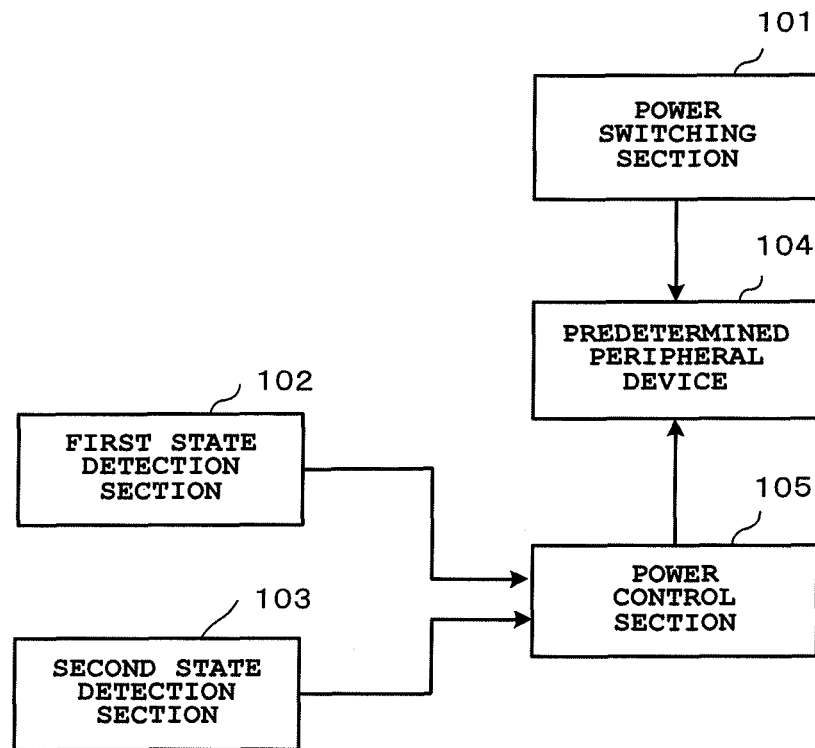 101
POWER
SWITCHING
SECTION
104
PREDETERMINED
PERIPHERAL
DEVICE
102
FIRST STATE
DETECTION
SECTION
105
POWER
CONTROL
SECTION
103
SECOND STATE
DETECTION
SECTION